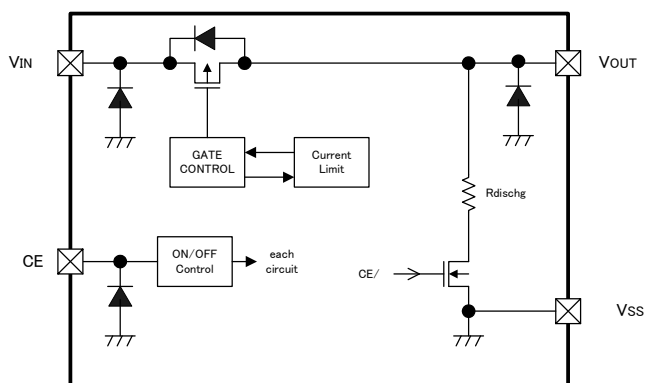 VIN
VOUT
GATE
CONTROL
Current
Limit
Rdischg
CE
ON/OFF
Control
each
circuit
CE/
VSS